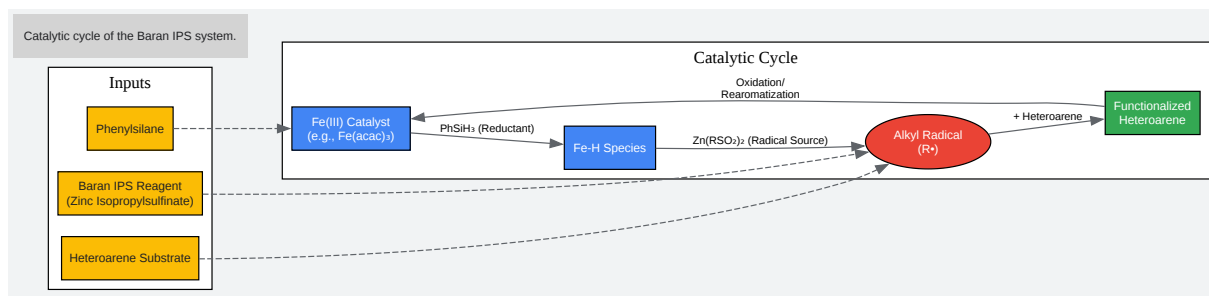 Catalytic cycle of the Baran IPS system.
Inputs
Phenylsilane
Baran IPS Reagent
(Zinc Isopropylsulfinate)
Heteroarene Substrate
Catalytic Cycle
Oxidation/
Rearomatization
Fe(III) Catalyst
(e.g., Fe(acac)₃)
PhSiH₃ (Reductant)
Fe-H Species
Zn(RSO₂)₂ (Radical Source)
Alkyl Radical
(R•)
+ Heteroarene
Functionalized
Heteroarene